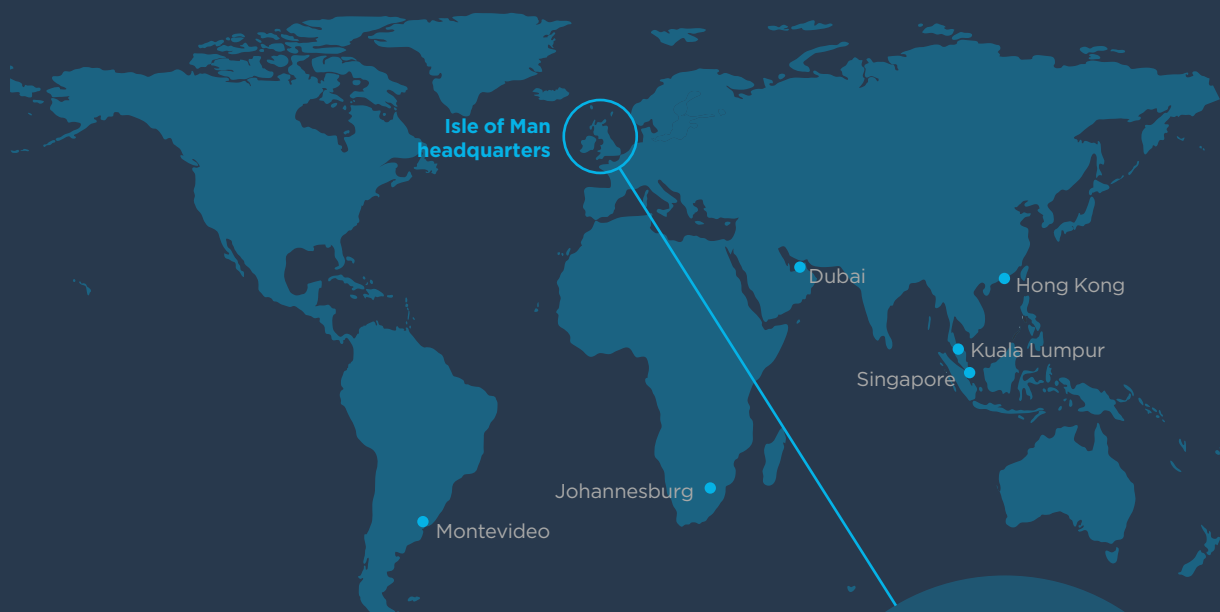 Isle of Man
headquarters
Dubai
Hong Kong
Kuala Lumpur
Singapore
Johannesburg
Montevideo